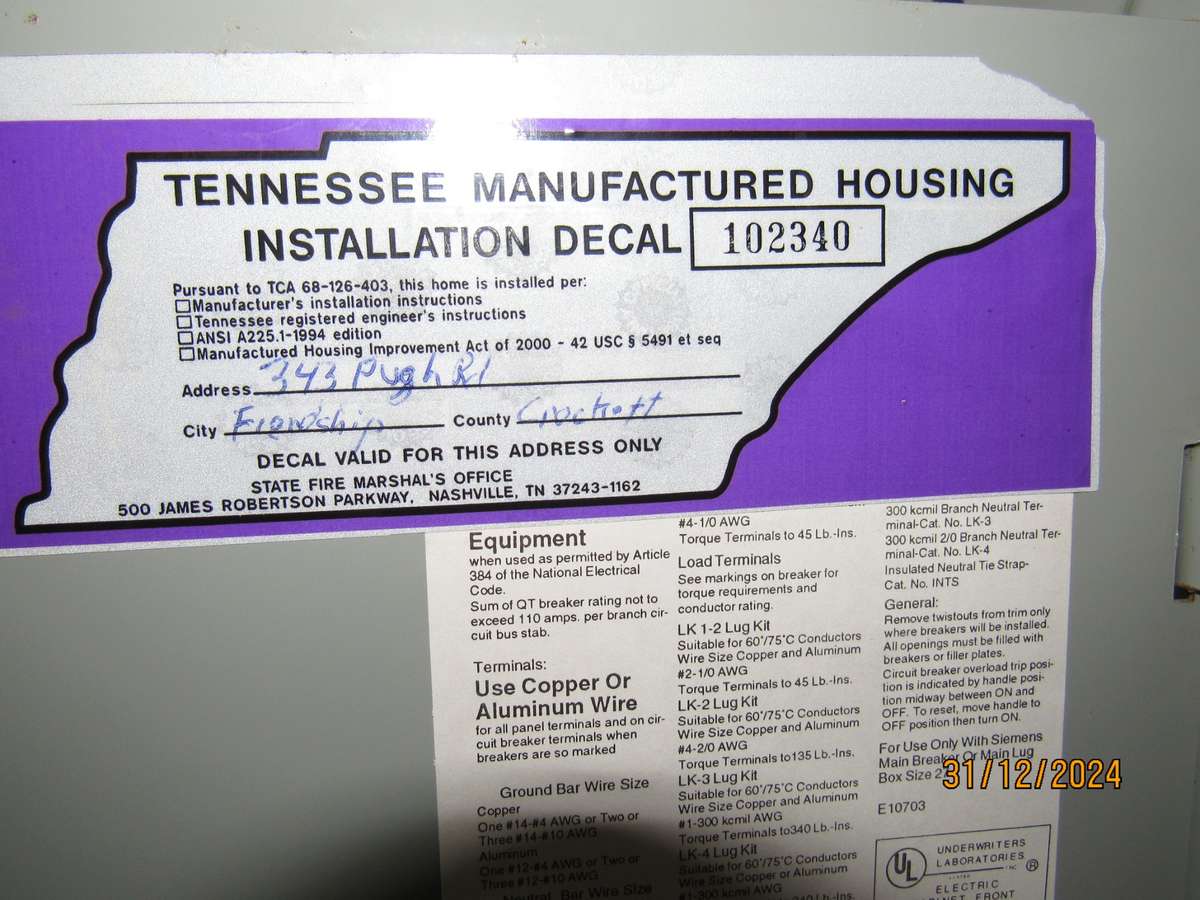 TENNESSEE MANUFACTURED HOUSING
INSTALLATION DECAL 102340
Pursuant to TCA 68-126-403, this home is installed per:
Manufacturer's installation instructions
Tennessee registered engineer's instructions
ANSI A225.1-1994 edition
Manufactured Housing Improvement Act of 2000 - 42 USC § 5491 et seq
Address 343 Pugh Rd
City Friendship County Crockett
DECAL VALID FOR THIS ADDRESS ONLY
STATE FIRE MARSHAL'S OFFICE
500 JAMES ROBERTSON PARKWAY, NASHVILLE, TN 37243-1162
Equipment
when used as permitted by Article
384 of the National Electrical
Code.
Sum of QT breaker rating not to
exceed 110 amps. per branch cir-
cuit bus stab.
Terminals:
Use Copper Or
Aluminum Wire
for all panel terminals and on cir-
cuit breaker terminals when
breakers are so marked
Ground Bar Wire Size
Copper
One #14-#4 AWG or Two or
Three #14-#10 AWG
Aluminum
One #12-#4 AWG or Two or
Three #12-#10 AWG
Neutral Bar Wire Size
#4-1/0 AWG
Torque Terminals to 45 Lb.-Ins.
Load Terminals
See markings on breaker for
torque requirements and
conductor rating.
LK 1-2 Lug Kit
Suitable for 60°/75°C Conductors
Wire Size Copper and Aluminum
#2-1/0 AWG
Torque Terminals to 45 Lb.-Ins.
LK-2 Lug Kit
Suitable for 60°/75°C Conductors
Wire Size Copper and Aluminum
#4-2/0 AWG
Torque Terminals to 135 Lb.-Ins.
LK-3 Lug Kit
Suitable for 60°/75°C Conductors
Wire Size Copper and Aluminum
#1-300 kcmil AWG
Torque Terminals to 340 Lb.-Ins.
LK-4 Lug Kit
Suitable for 60°/75°C Conductors
Wire Size Copper or Aluminum
#1-300 kcmil AWG
300 kcmil Branch Neutral Ter-
minal-Cat. No. LK-3
300 kcmil 2/0 Branch Neutral Ter-
minal-Cat. No. LK-4
Insulated Neutral Tie Strap-
Cat. No. INTS
General:
Remove twistouts from trim only
where breakers will be installed.
All openings must be filled with
breakers or filler plates.
Circuit breaker overload trip posi-
tion is indicated by handle posi-
tion midway between ON and
OFF. To reset, move handle to
OFF position then turn ON.
For Use Only With Siemens
Main Breaker Or Main Lug
Box Size
31/12/2024
E10703
UL
UNDERWRITERS
LABORATORIES
INC ®
LISTED
ELECTRIC
FRONT